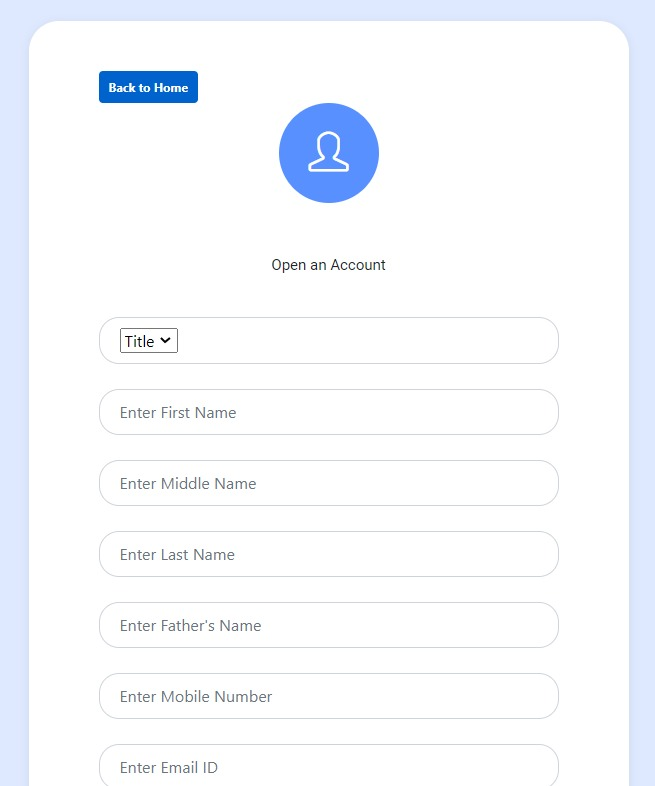 Back to Home
Open an Account
Title
Enter First Name
Enter Middle Name
Enter Last Name
Enter Father's Name
Enter Mobile Number
Enter Email ID